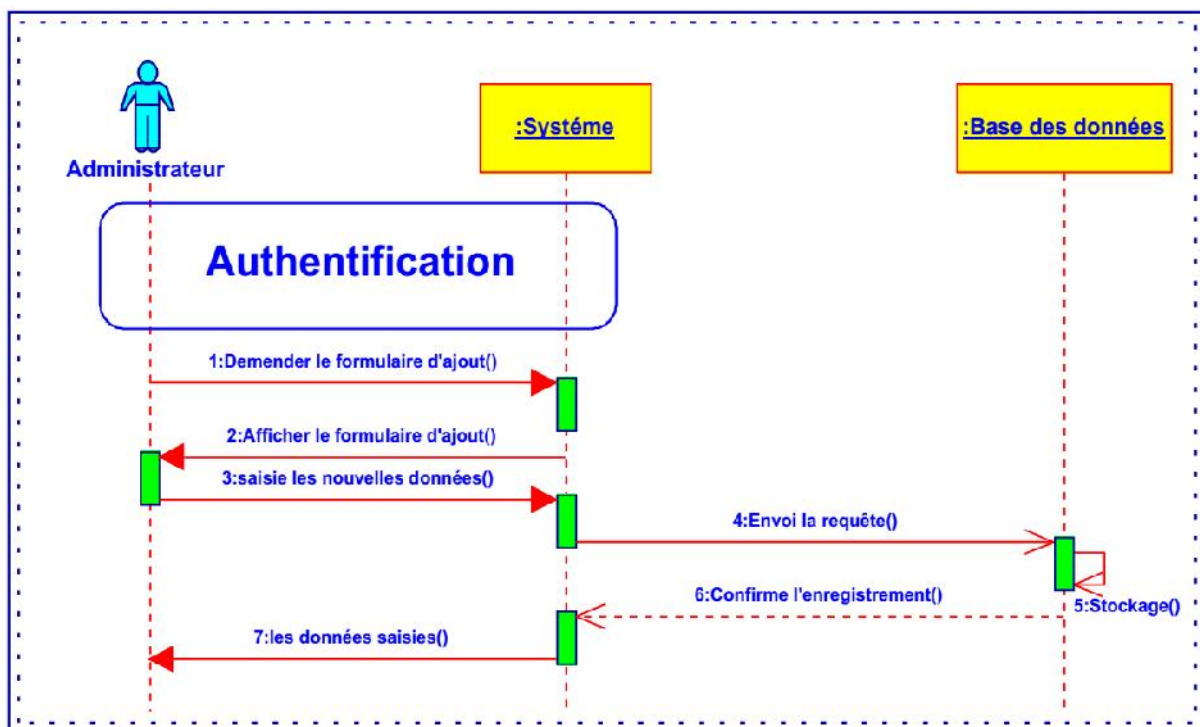 Administrateur
:Systéme
:Base des données
Authentification
1:Demender le formulaire d'ajout()
2:Afficher le formulaire d'ajout()
3:saisie les nouvelles données()
4:Envoi la requête()
5:Stockage()
6:Confirme l'enregistrement()
7:les données saisies()